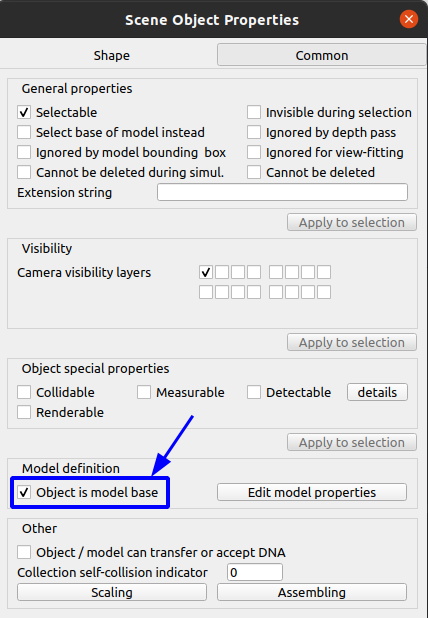 Scene Object Properties
Shape Common
General properties
Selectable Invisible during selection
Select base of model instead Ignored by depth pass
Ignored by model bounding box Ignored for view-fitting
Cannot be deleted during simul. Cannot be deleted
Extension string
Apply to selection
Visibility
Camera visibility layers
Apply to selection
Object special properties
Collidable Measurable Detectable details
Renderable
Apply to selection
Model definition
Object is model base Edit model properties
Other
Object / model can transfer or accept DNA
Collection self-collision indicator 0
Scaling Assembling